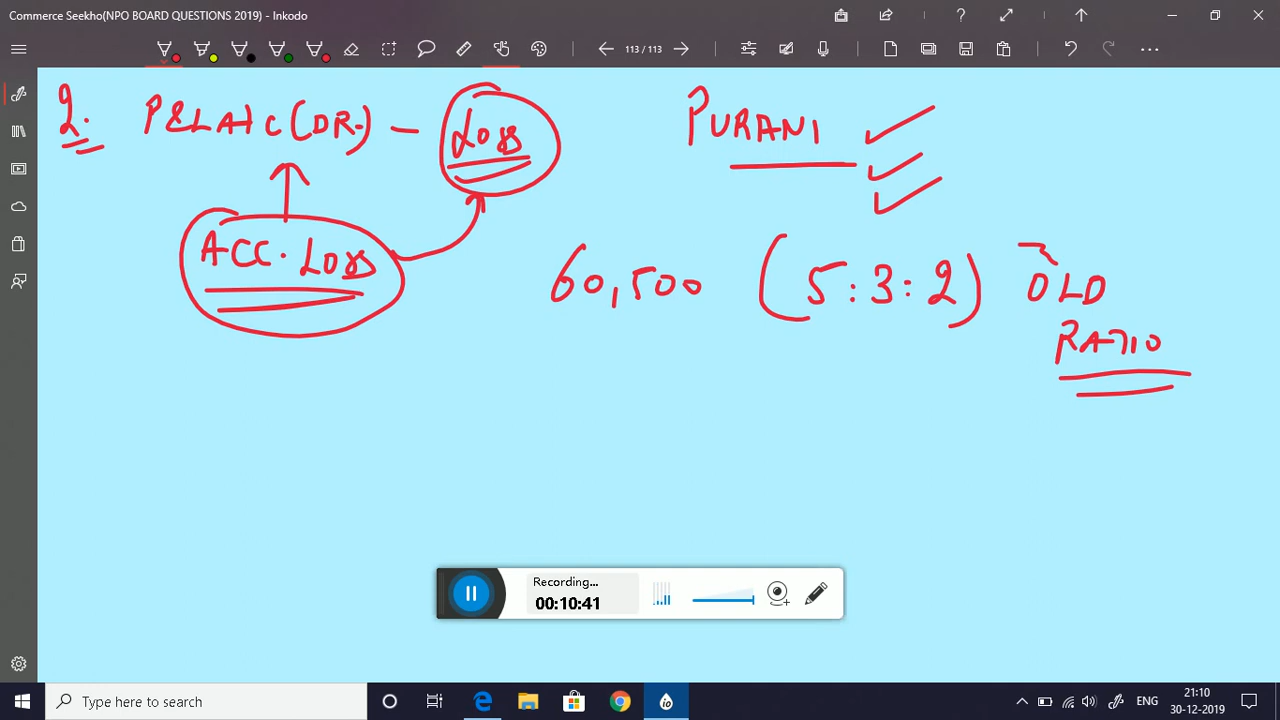 Commerce Seekho(NPO BOARD QUESTIONS 2019) - Inkodo
113 / 113
2. P&L A/C (DR.) - Loss
PURANI
ACC. Loss
60,500 (5:3:2) OLD
RATIO
Recording...
00:10:41
Type here to search
io
ENG
21:10
30-12-2019